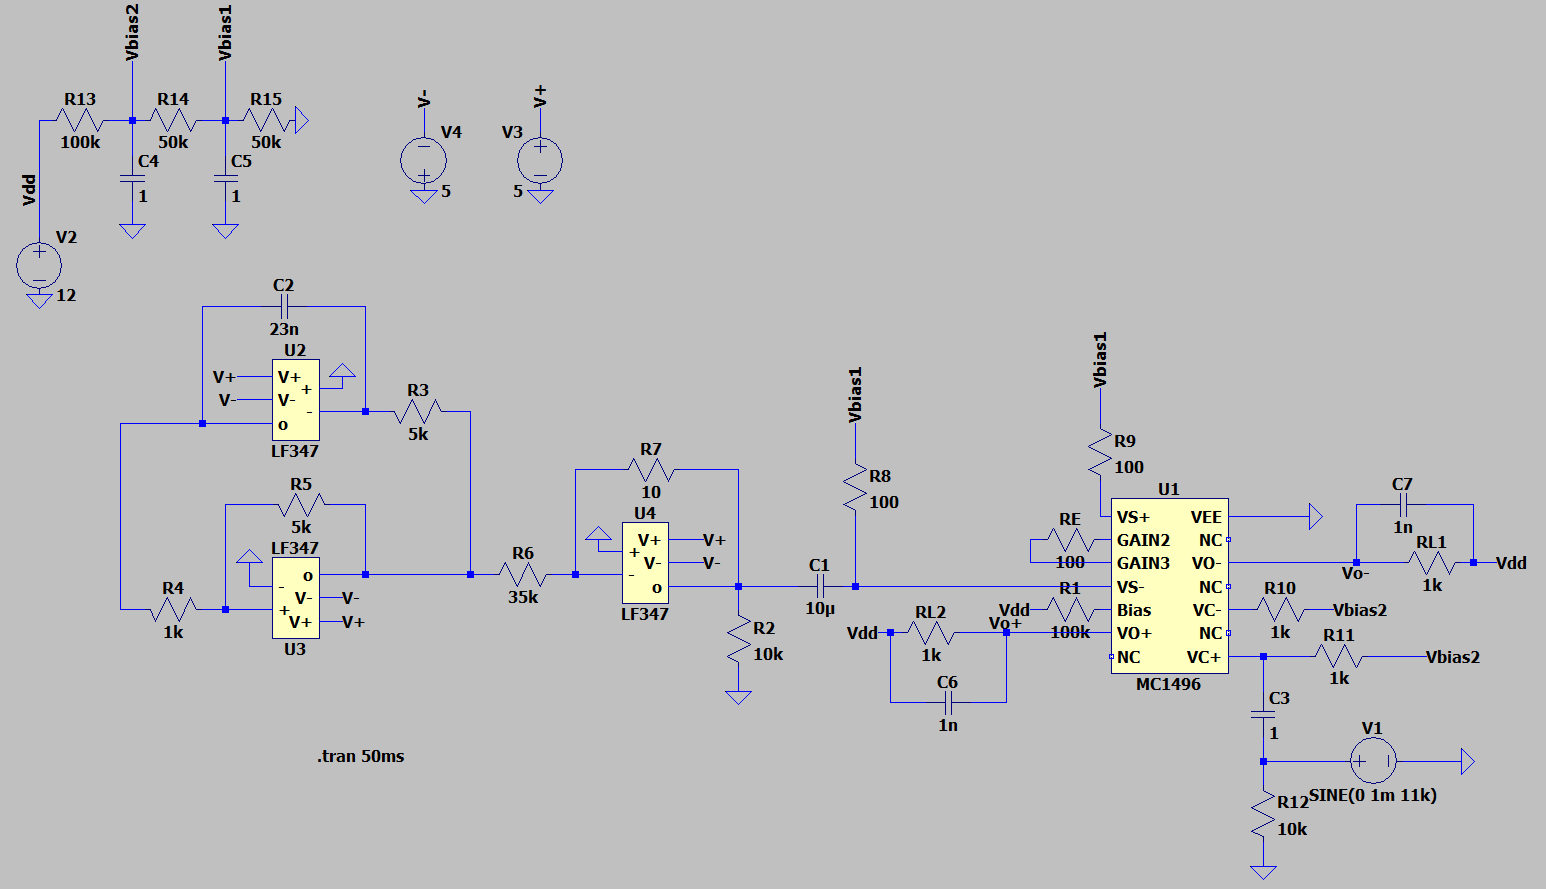 Vbias2
Vbias1
R13
100k
R14
50k
R15
50k
C4
1
C5
1
Vdd
V2
12
V-
V4
5
V+
V3
5
C2
23n
U2
V+
V-
V+
V-
+
-
o
LF347
R3
5k
R5
5k
LF347
o
-
V-
+
V+
V-
V+
U3
R4
1k
R6
35k
R7
10
U4
V+
+
V-
-
o
V+
V-
LF347
R2
10k
C1
10µ
Vbias1
R8
100
Vbias1
R9
100
U1
VS+
VEE
GAIN2
NC
GAIN3
VO-
VS-
NC
Bias
VC-
VO+
NC
NC
VC+
MC1496
RE
100
R1
100k
Vdd
Vdd
RL2
1k
Vo+
C6
1n
C7
1n
RL1
1k
Vo-
Vdd
R10
1k
Vbias2
R11
1k
Vbias2
C3
1
V1
SINE(0 1m 11k)
R12
10k
.tran 50ms